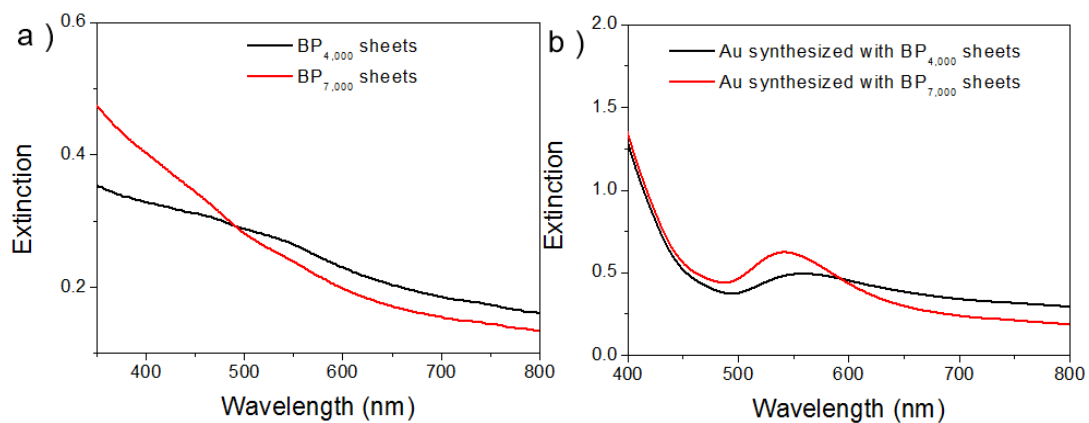 a )
0.6
0.4
0.2
Extinction
BP4,000 sheets
BP7,000 sheets
400 500 600 700 800
Wavelength (nm)
b )
2.0
1.5
1.0
0.5
0.0
Extinction
Au synthesized with BP4,000 sheets
Au synthesized with BP7,000 sheets
400 500 600 700 800
Wavelength (nm)